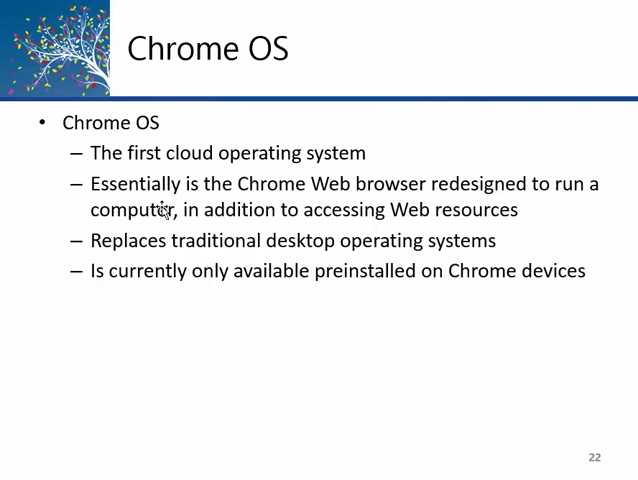 Chrome OS
• Chrome OS
– The first cloud operating system
– Essentially is the Chrome Web browser redesigned to run a
computer, in addition to accessing Web resources
– Replaces traditional desktop operating systems
– Is currently only available preinstalled on Chrome devices
22